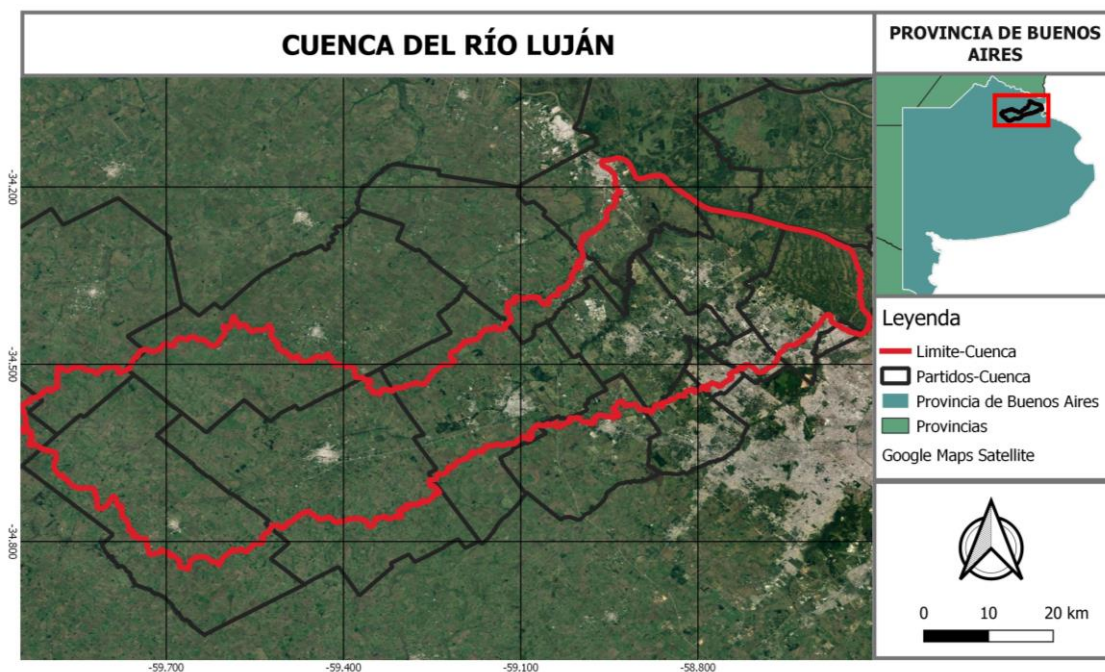 CUENCA DEL RÍO LUJÁN
PROVINCIA DE BUENOS
AIRES
-34.200
-34.500
-34.800
-59.700
-59.400
-59.100
-58.800
Leyenda
Limite-Cuenca
Partidos-Cuenca
Provincia de Buenos Aires
Provincias
Google Maps Satellite
0 10 20 km